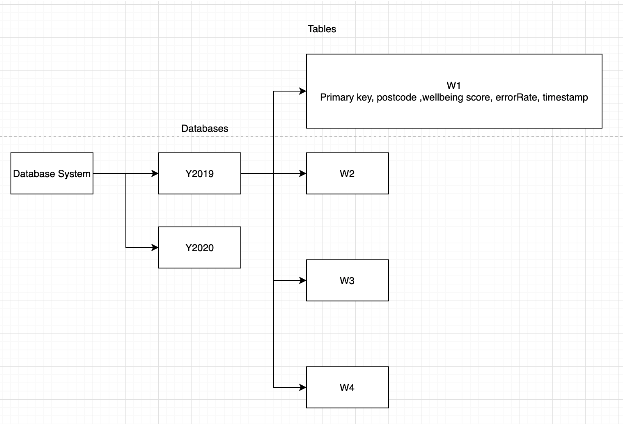 Tables
W1
Primary key, postcode ,wellbeing score, errorRate, timestamp
Databases
Database System
Y2019
W2
Y2020
W3
W4